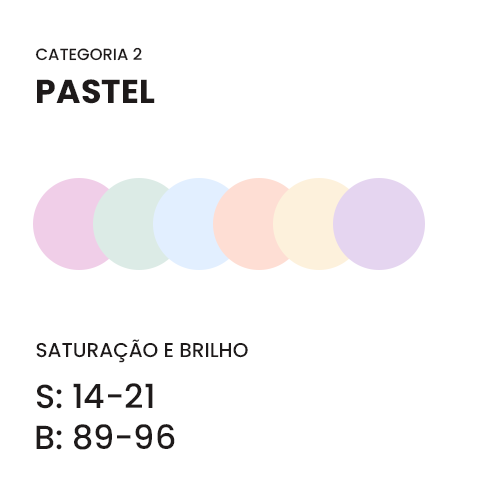 CATEGORIA 2
PASTEL
SATURAÇÃO E BRILHO
S: 14-21
B: 89-96